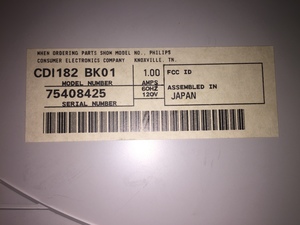 WHEN ORDERING PARTS SHOW MODEL NO. PHILIPS
CONSUMER ELECTRONICS COMPANY KNOXVILLE, TN.
CDI182 BK01
MODEL NUMBER
75408425
SERIAL NUMBER
1.00
AMPS
60HZ
120V
FCC ID
ASSEMBLED IN
JAPAN